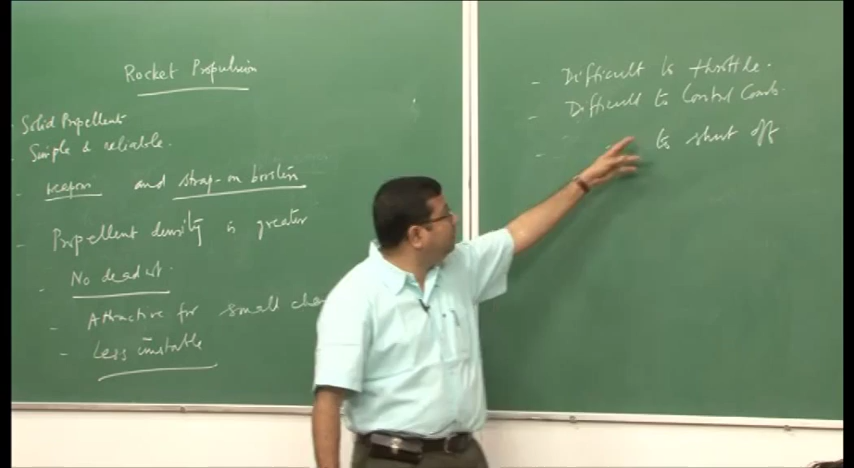 Rocket Propulsion
Solid Propellent
Simple & reliable.
- weapon and strap-on boosters
- Propellent density is greater
- No dead wt.
- Attractive for small
- Less unstable
- Difficult to throttle.
- Difficult to Control Comb.
- to shut off